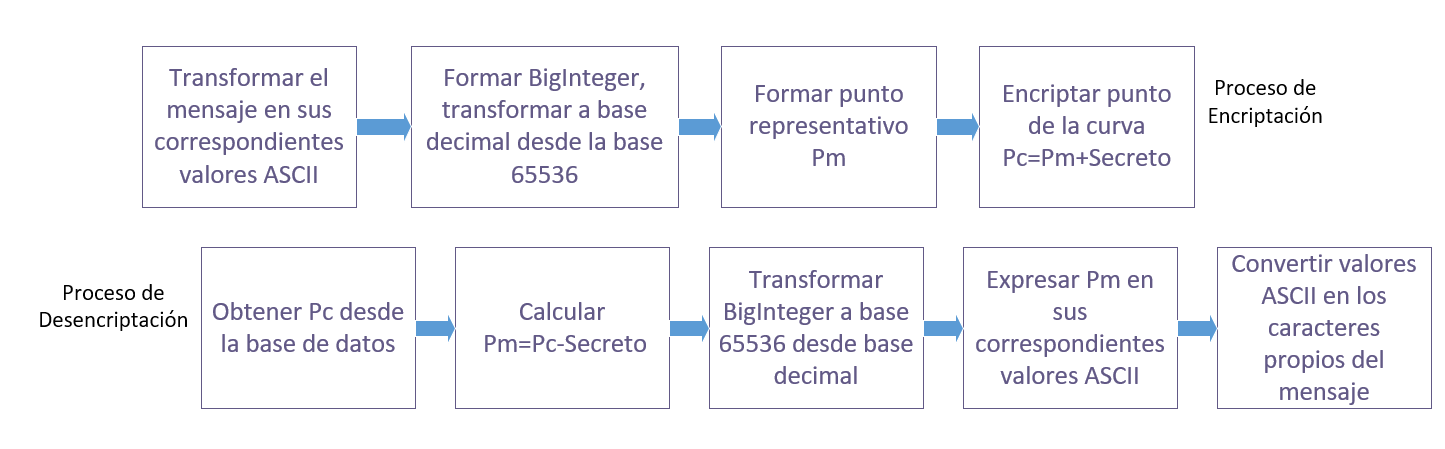 Transformar el
mensaje en sus
correspondientes
valores ASCII
Formar BigInteger,
transformar a base
decimal desde la base
65536
Formar punto
representativo
Pm
Encriptar punto
de la curva
Pc=Pm+Secreto
Proceso de
Encriptación
Proceso de
Desencriptación
Obtener Pc desde
la base de datos
Calcular
Pm=Pc-Secreto
Transformar
BigInteger a base
65536 desde base
decimal
Expresar Pm en
sus
correspondientes
valores ASCII
Convertir valores
ASCII en los
caracteres
propios del
mensaje